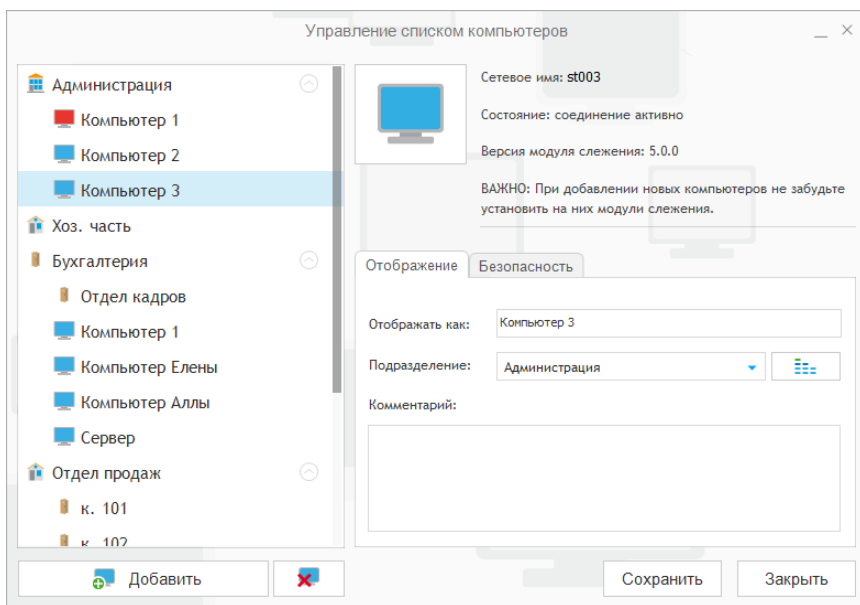 Управление списком компьютеров
Администрация
Компьютер 1
Компьютер 2
Компьютер 3
Хоз. часть
Бухгалтерия
Отдел кадров
Компьютер 1
Компьютер Елены
Компьютер Аллы
Сервер
Отдел продаж
к. 101
к. 102
Добавить
Сетевое имя: st003
Состояние: соединение активно
Версия модуля слежения: 5.0.0
ВАЖНО: При добавлении новых компьютеров не забудьте
установить на них модули слежения.
Отображение
Безопасность
Отображать как:
Компьютер 3
Подразделение:
Администрация
Комментарий:
Сохранить
Закрыть